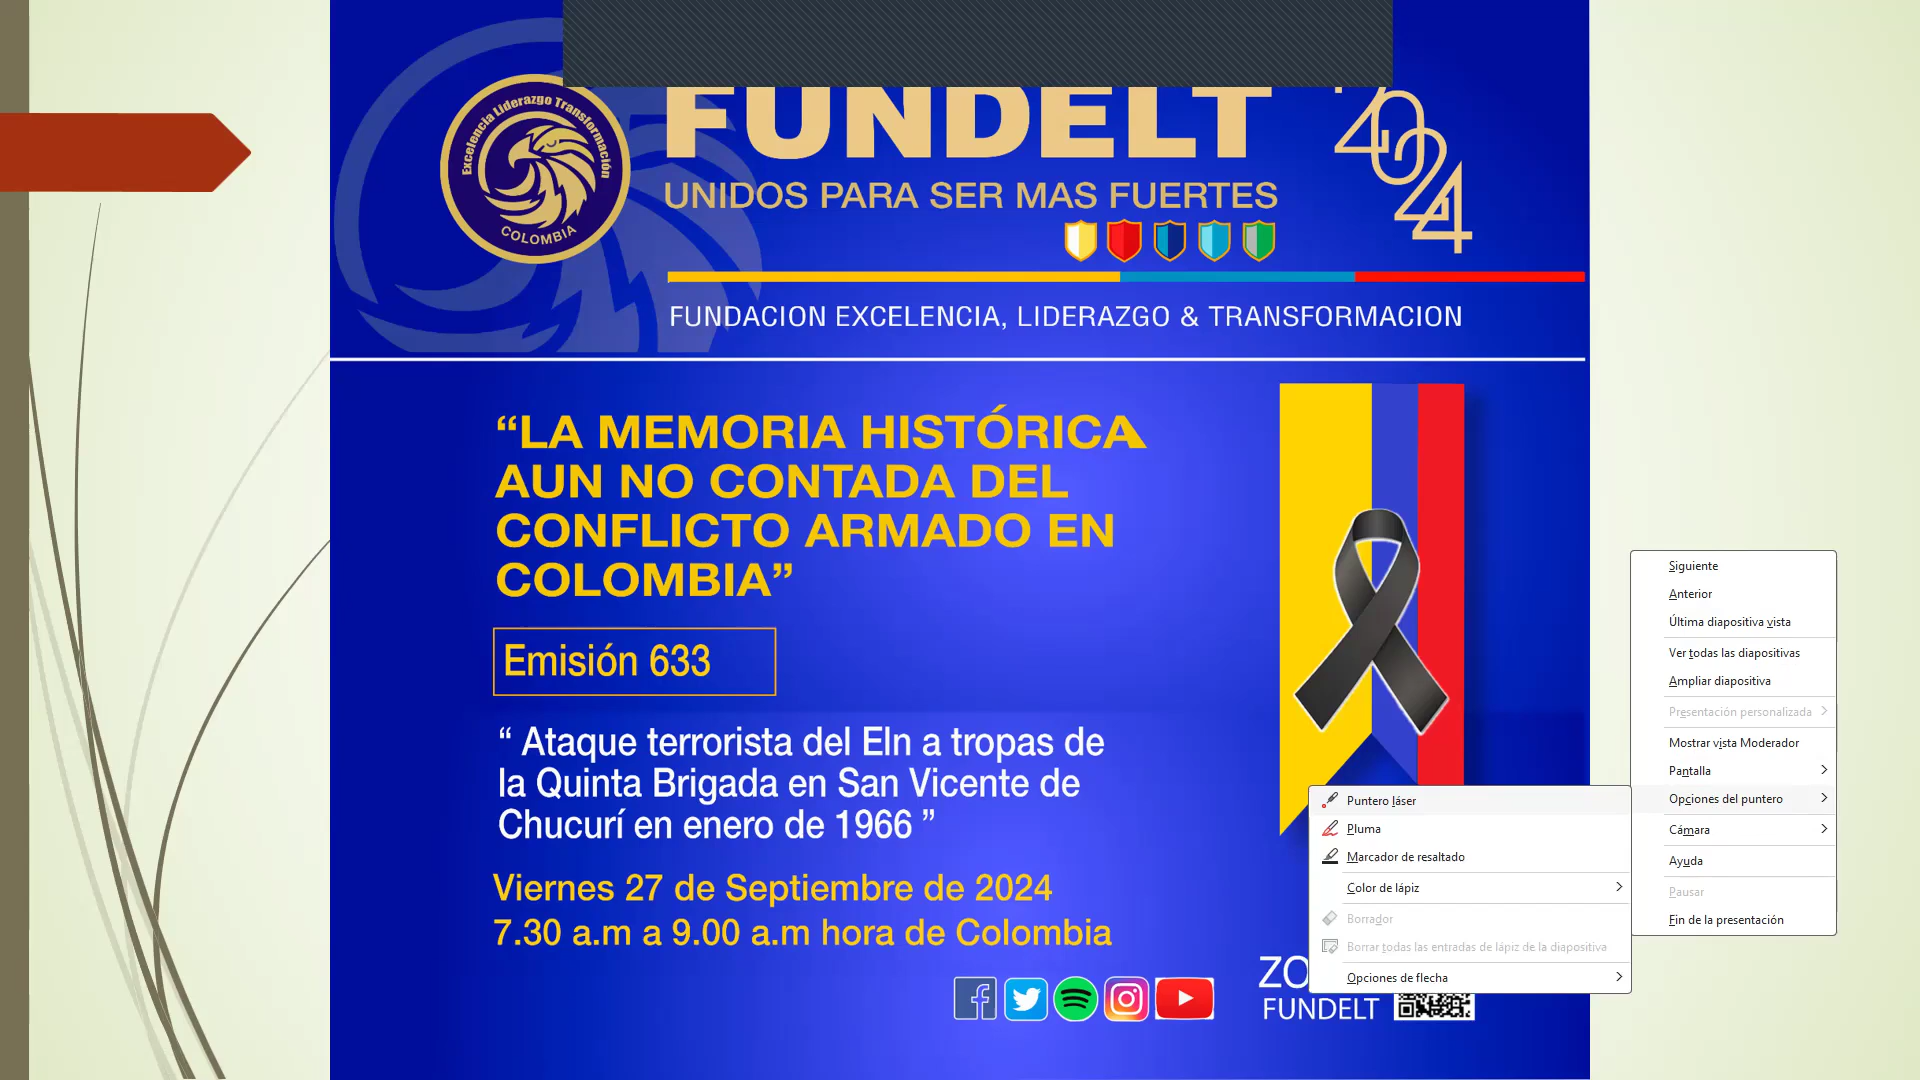 FUNDELT
2024
Excelencia Liderazgo Transformación
COLOMBIA
UNIDOS PARA SER MAS FUERTES
FUNDACION EXCELENCIA, LIDERAZGO & TRANSFORMACION
“LA MEMORIA HISTÓRICA
AUN NO CONTADA DEL
CONFLICTO ARMADO EN
COLOMBIA”
Emisión 633
“ Ataque terrorista del Eln a tropas de
la Quinta Brigada en San Vicente de
Chucurí en enero de 1966 ”
Viernes 27 de Septiembre de 2024
7.30 a.m a 9.00 a.m hora de Colombia
FUNDELT
Siguiente
Anterior
Última diapositiva vista
Ver todas las diapositivas
Ampliar diapositiva
Presentación personalizada
Mostrar vista Moderador
Pantalla
Opciones del puntero
Cámara
Ayuda
Pausar
Fin de la presentación
Puntero láser
Pluma
Marcador de resaltado
Color de lápiz
Borrador
Borrar todas las entradas de lápiz de la diapositiva
Opciones de flecha